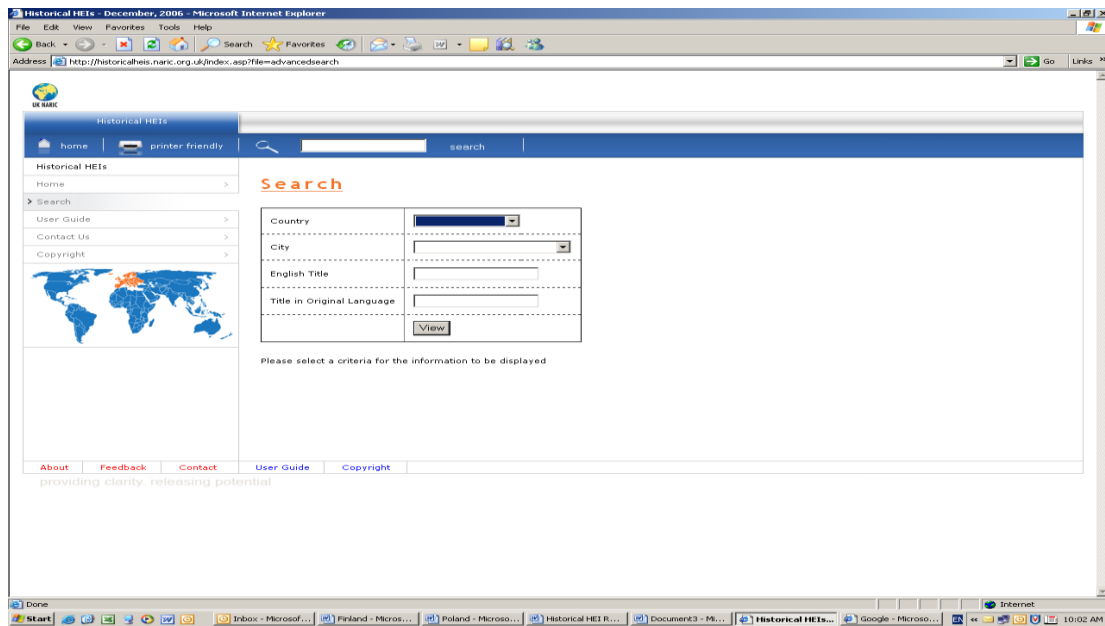 Historical HEIs - December, 2006 - Microsoft Internet Explorer
File Edit View Favorites Tools Help
Back Search Favorites
Address http://historicalheis.naric.org.uk/index.asp?file=advancedsearch Go Links »
UK NARIC
Historical HEIs
home printer friendly search
Historical HEIs
Home >
> Search
User Guide >
Contact Us >
Copyright >
Search
Country
City
English Title
Title in Original Language
View
Please select a criteria for the information to be displayed
About Feedback Contact User Guide Copyright
providing clarity. releasing potential
Done Internet
Start Inbox - Microsof... Finland - Micros... Poland - Microso... Historical HEI R... Document3 - Mi... Historical HEIs... Google - Microso... EN « 10:02 AM